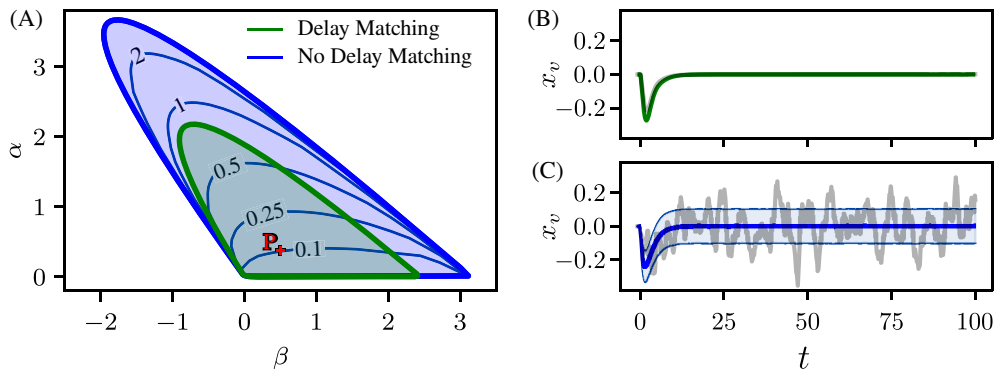 (A)
Delay Matching
No Delay Matching
2
1
0.5
0.25
0.1
P
3
2
1
0
α
−2
−1
0
1
2
3
β
(B)
0.2
0.0
−0.2
x_v
(C)
0.2
0.0
−0.2
x_v
0
25
50
75
100
t